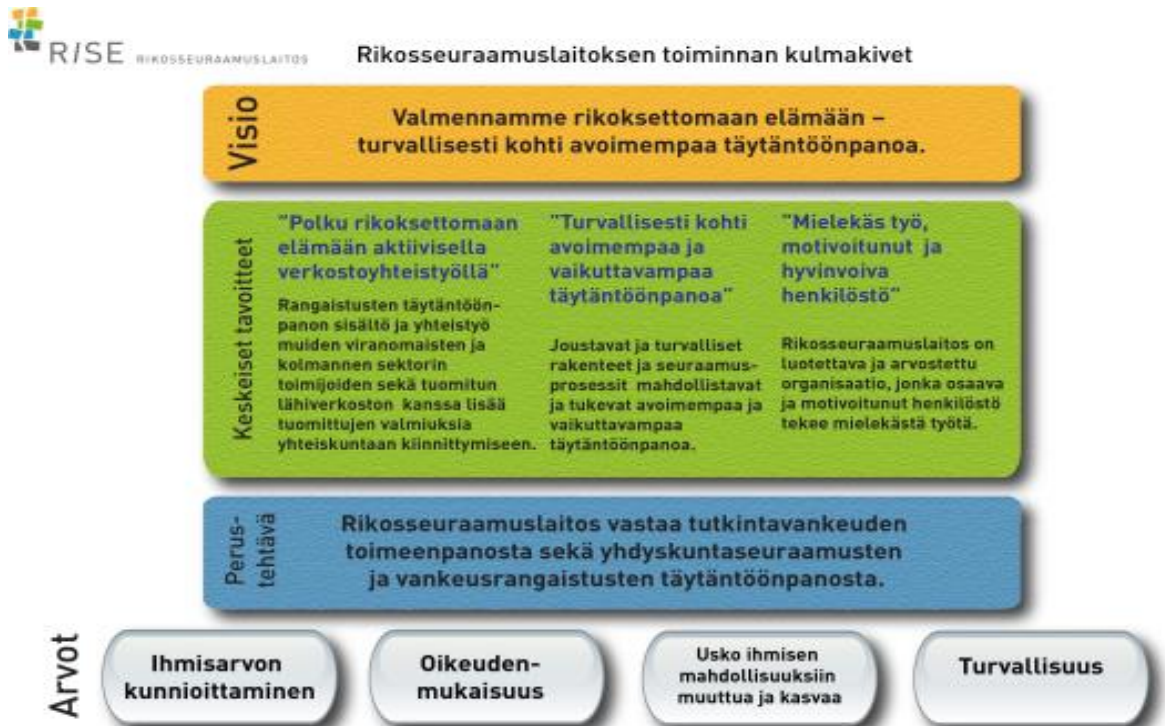 RISE RIKOSSEURAAMUSLAITOS
Rikosseuraamuslaitoksen toiminnan kulmakivet
Visio
Valmennamme rikoksettomaan elämään –
turvallisesti kohti avoimempaa täytäntöönpanoa.
Keskeiset tavoitteet
"Polku rikoksettomaan
elämään aktiivisella
verkostoyhteistyöllä"
Rangaistusten täytäntöön-
panon sisältö ja yhteistyö
muiden viranomaisten ja
kolmannen sektorin
toimijoiden sekä tuomitun
lähiverkoston kanssa lisää
tuomittujen valmiuksia
yhteiskuntaan kiinnittymiseen.
"Turvallisesti kohti
avoimempaa ja
vaikuttavampaa
täytäntöönpanoa"
Joustavat ja turvalliset
rakenteet ja seuraamus-
prosessit mahdollistavat
ja tukevat avoimempaa ja
vaikuttavampaa
täytäntöönpanoa.
"Mielekäs työ,
motivoitunut ja
hyvinvoiva
henkilöstö"
Rikosseuraamuslaitos on
luotettava ja arvostettu
organisaatio, jonka osaava
ja motivoitunut henkilöstö
tekee mielekästä työtä.
Perus-
tehtävä
Rikosseuraamuslaitos vastaa tutkintavankeuden
toimeenpanosta sekä yhdyskuntaseuraamusten
ja vankeusrangaistusten täytäntöönpanosta.
Arvot
Ihmisarvon
kunnioittaminen
Oikeuden-
mukaisuus
Usko ihmisen
mahdollisuuksiin
muuttua ja kasvaa
Turvallisuus